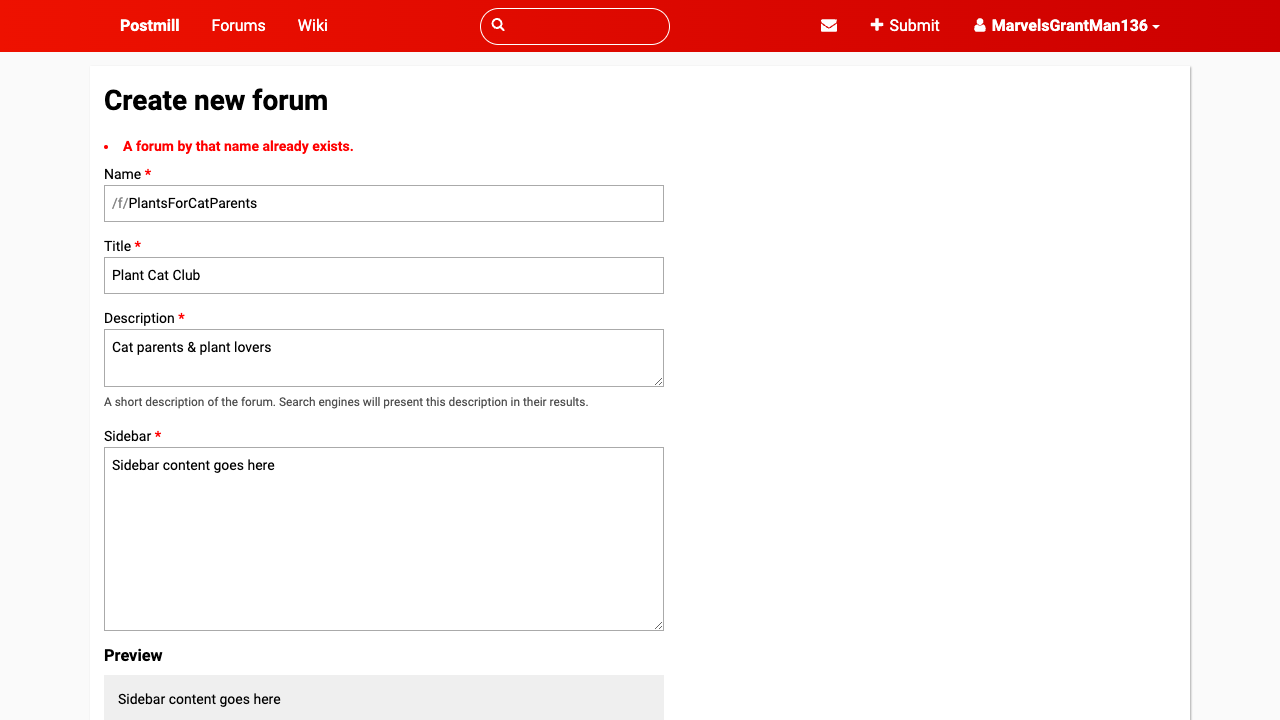 Postmill Forums Wiki Submit MarvelsGrantMan136
Create new forum
A forum by that name already exists.
Name *
/f/PlantsForCatParents
Title *
Plant Cat Club
Description *
Cat parents & plant lovers
A short description of the forum. Search engines will present this description in their results.
Sidebar *
Sidebar content goes here
Preview
Sidebar content goes here